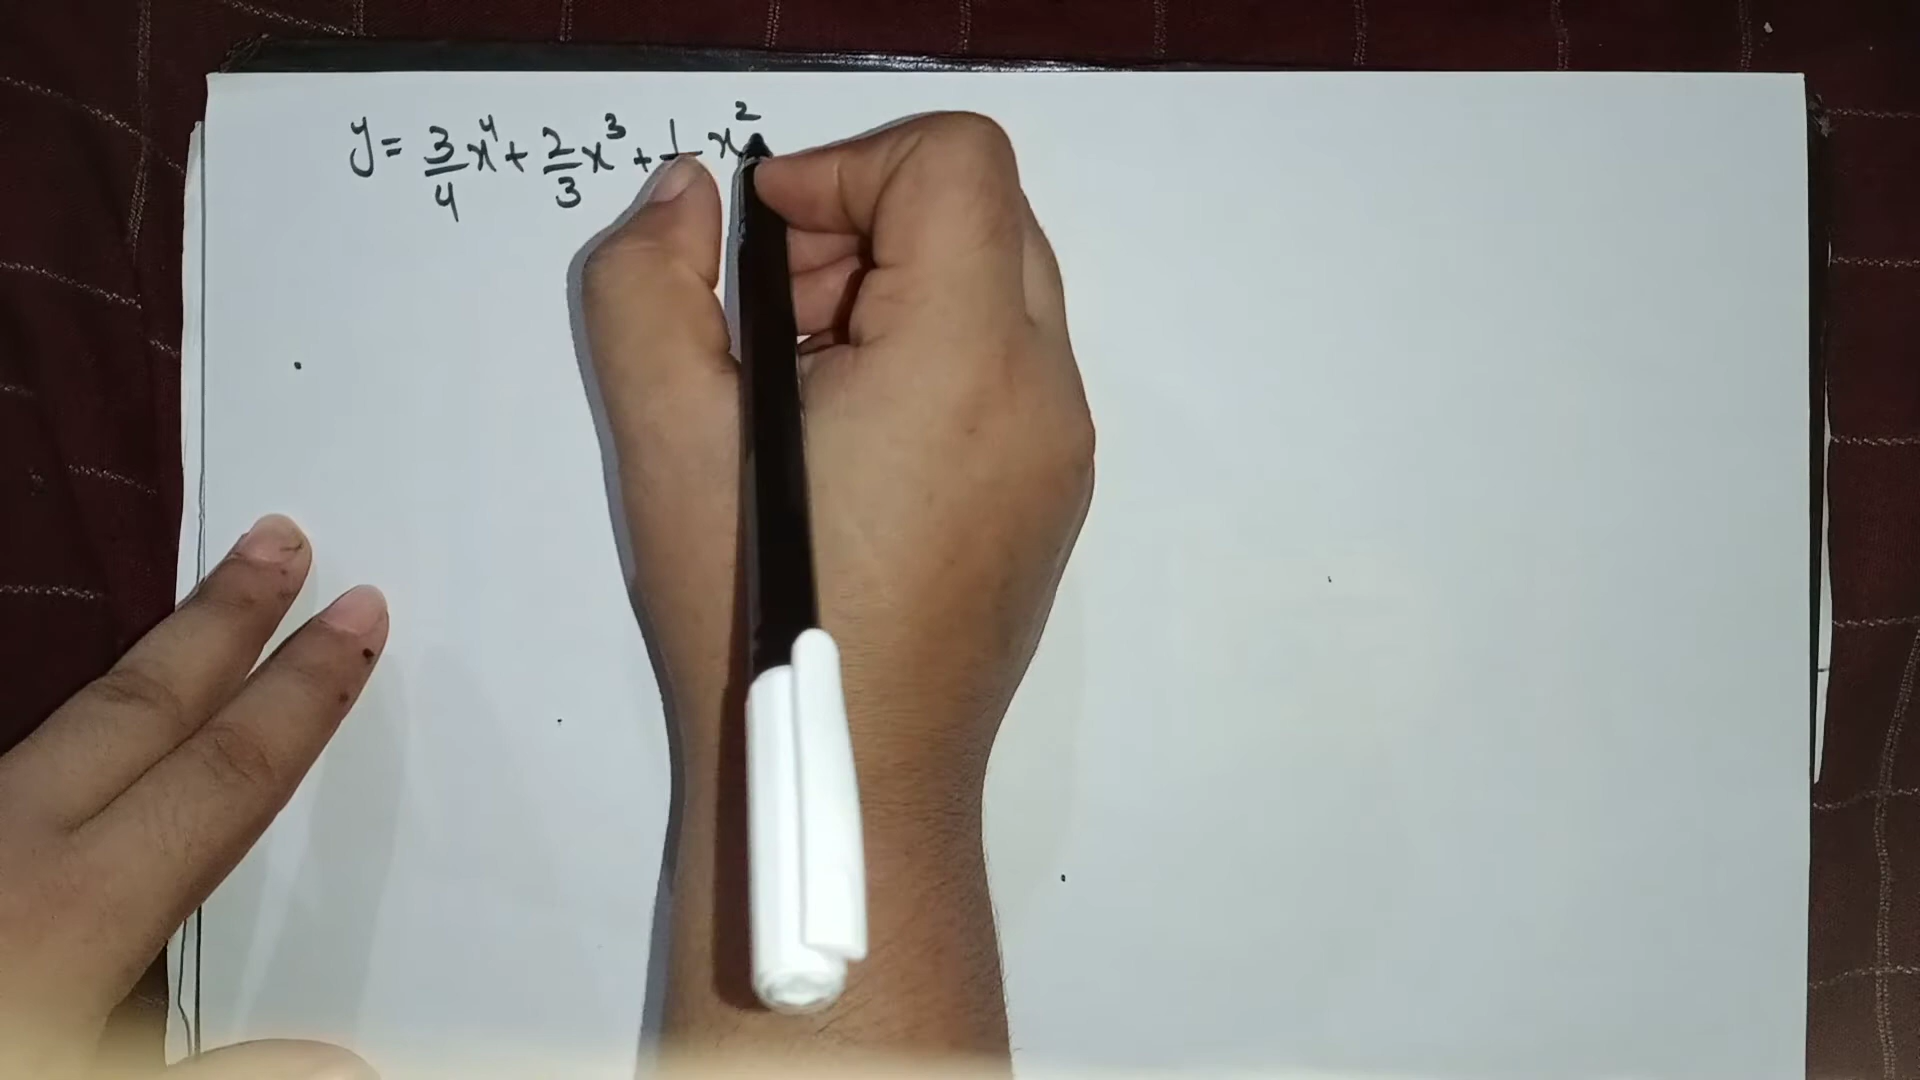 y = 3/4 x⁴ + 2/3 x³ + 1/ x²